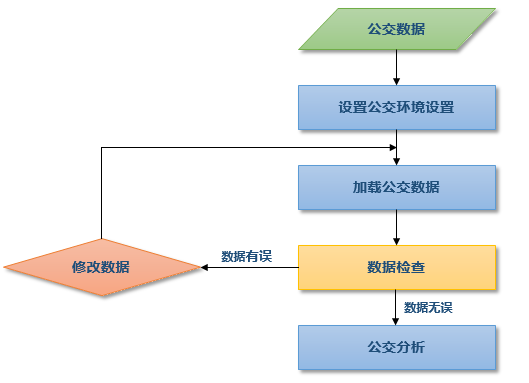 公交数据
设置公交环境设置
加载公交数据
数据检查
数据有误
修改数据
数据无误
公交分析